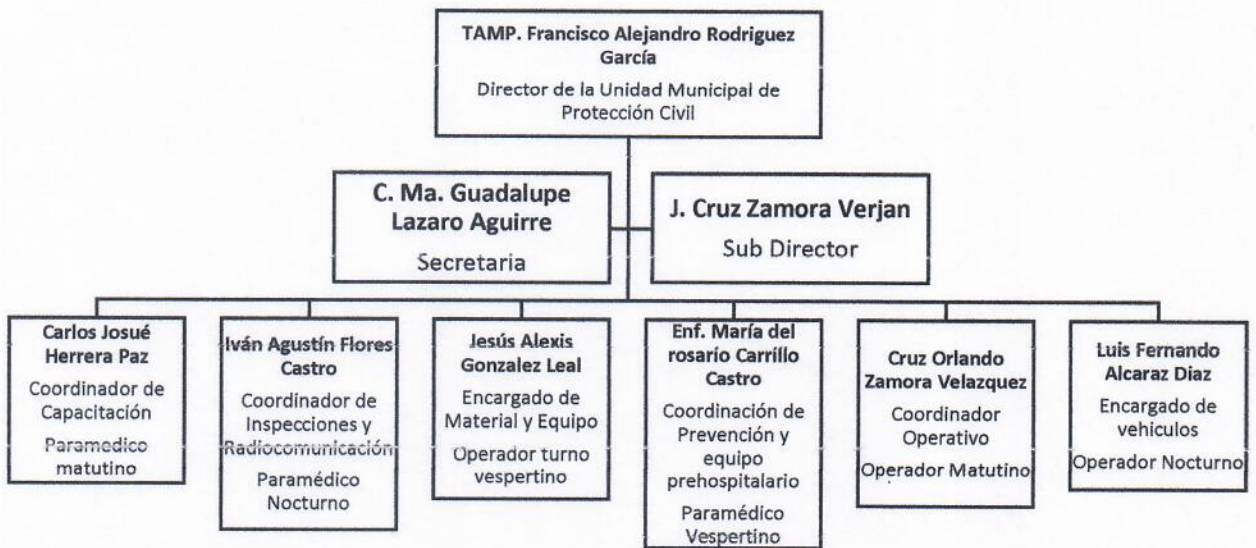 TAMP. Francisco Alejandro Rodriguez
García
Director de la Unidad Municipal de
Protección Civil
C. Ma. Guadalupe
Lazaro Aguirre
Secretaria
J. Cruz Zamora Verjan
Sub Director
Carlos Josué
Herrera Paz
Coordinador de
Capacitación
Paramedico
matutino
Iván Agustín Flores
Castro
Coordinador de
Inspecciones y
Radiocomunicación
Paramédico
Nocturno
Jesús Alexis
Gonzalez Leal
Encargado de
Material y Equipo
Operador turno
vespertino
Enf. María del
rosarío Carrillo
Castro
Coordinación de
Prevención y
equipo
prehospitalario
Paramédico
Vespertino
Cruz Orlando
Zamora Velazquez
Coordinador
Operativo
Operador Matutino
Luis Fernando
Alcaraz Diaz
Encargado de
vehiculos
Operador Nocturno